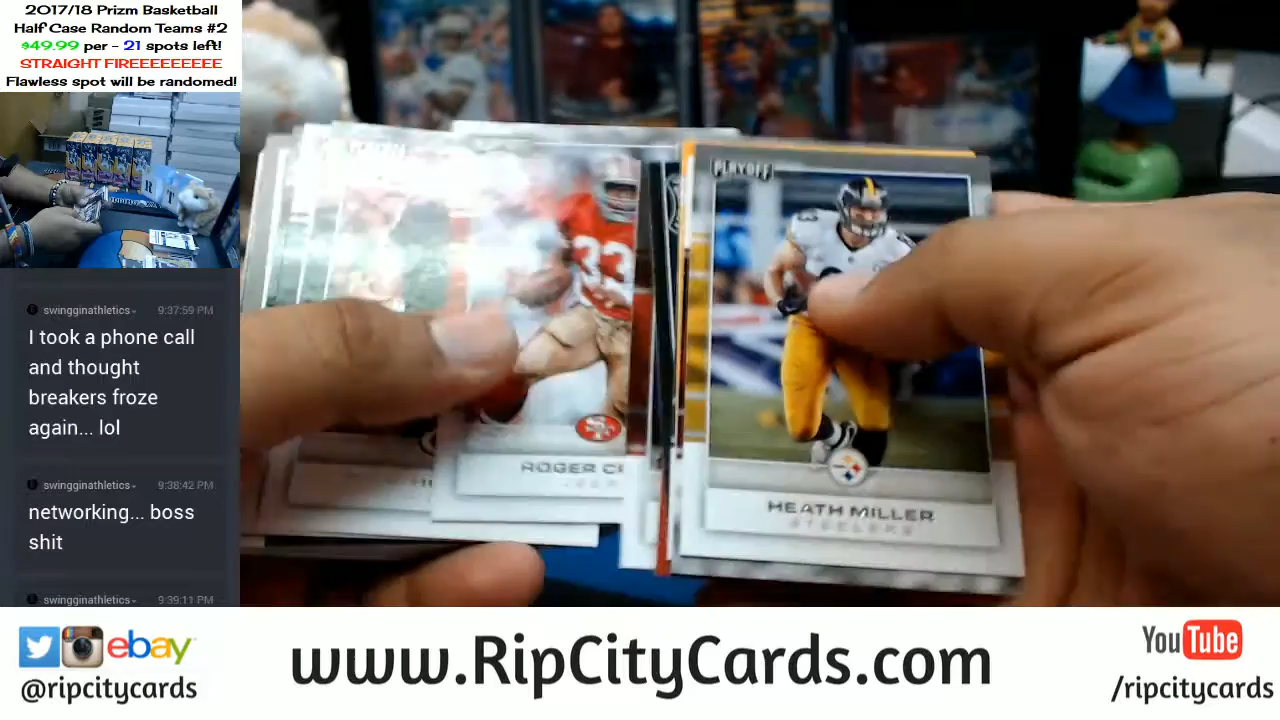 2017/18 Prizm Basketball
Half Case Random Teams #2
$49.99 per - 21 spots left!
STRAIGHT FIREEEEEEEEE
Flawless spot will be randomed!
swingginathletics
9:37:59 PM
I took a phone call
and thought
breakers froze
again... lol
swingginathletics
9:38:42 PM
networking... boss
shit
swingginathletics
9:39:11 PM
PLAYOFF
33
ROGER
HEATH MILLER
STEELERS
ebay
@ripcitycards
www.RipCityCards.com
YouTube
/ripcitycards